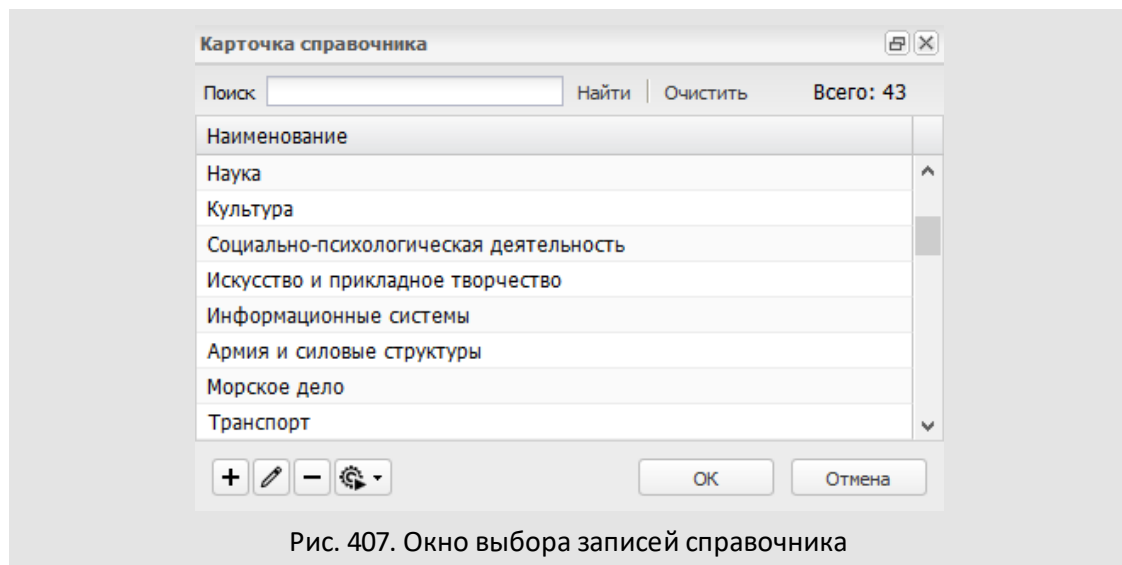 Карточка справочника
Поиск Найти Очистить Всего: 43
Наименование
Наука
Культура
Социально-психологическая деятельность
Искусство и прикладное творчество
Информационные системы
Армия и силовые структуры
Морское дело
Транспорт
ОК Отмена
Рис. 407. Окно выбора записей справочника